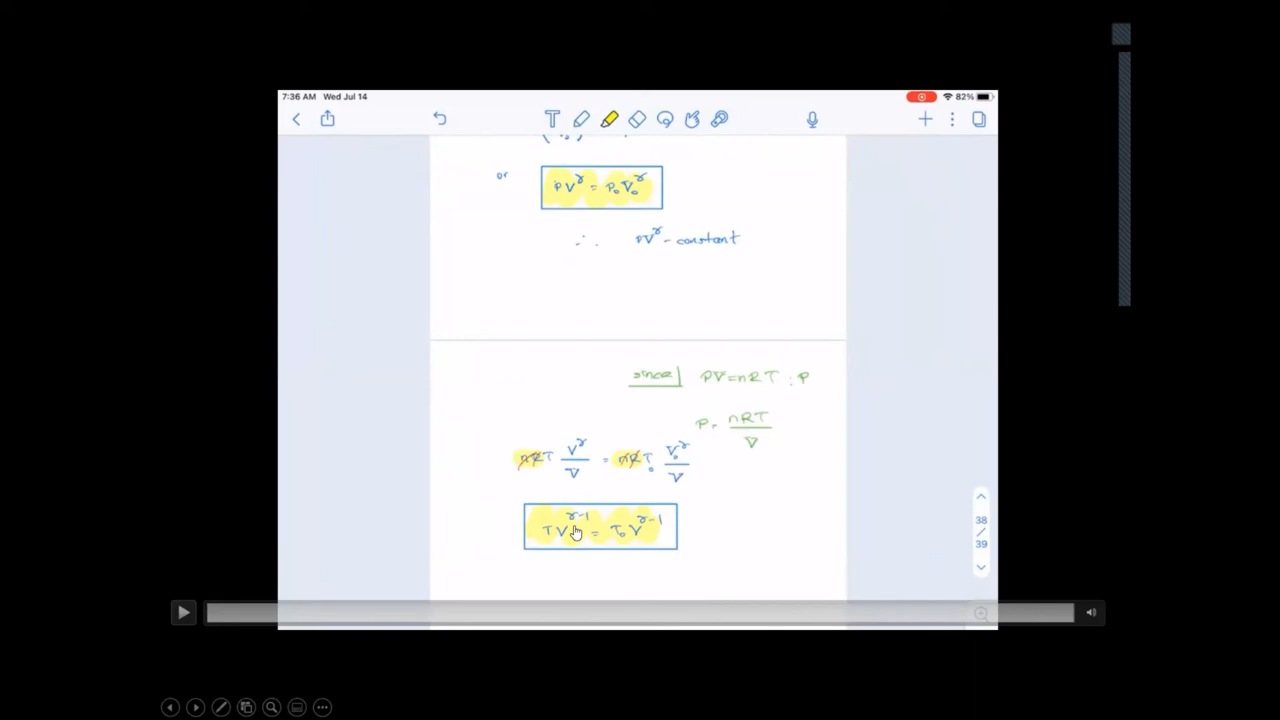 7:36 AM Wed Jul 14
82%
or PV^γ = P₀V₀^γ
∴ PV^γ - constant
since PV=nRT ; P
P = nRT / V
nRT V^γ / V = nRT₀ V₀^γ / V
TV^γ-1 = T₀V^γ-1
38
/
39